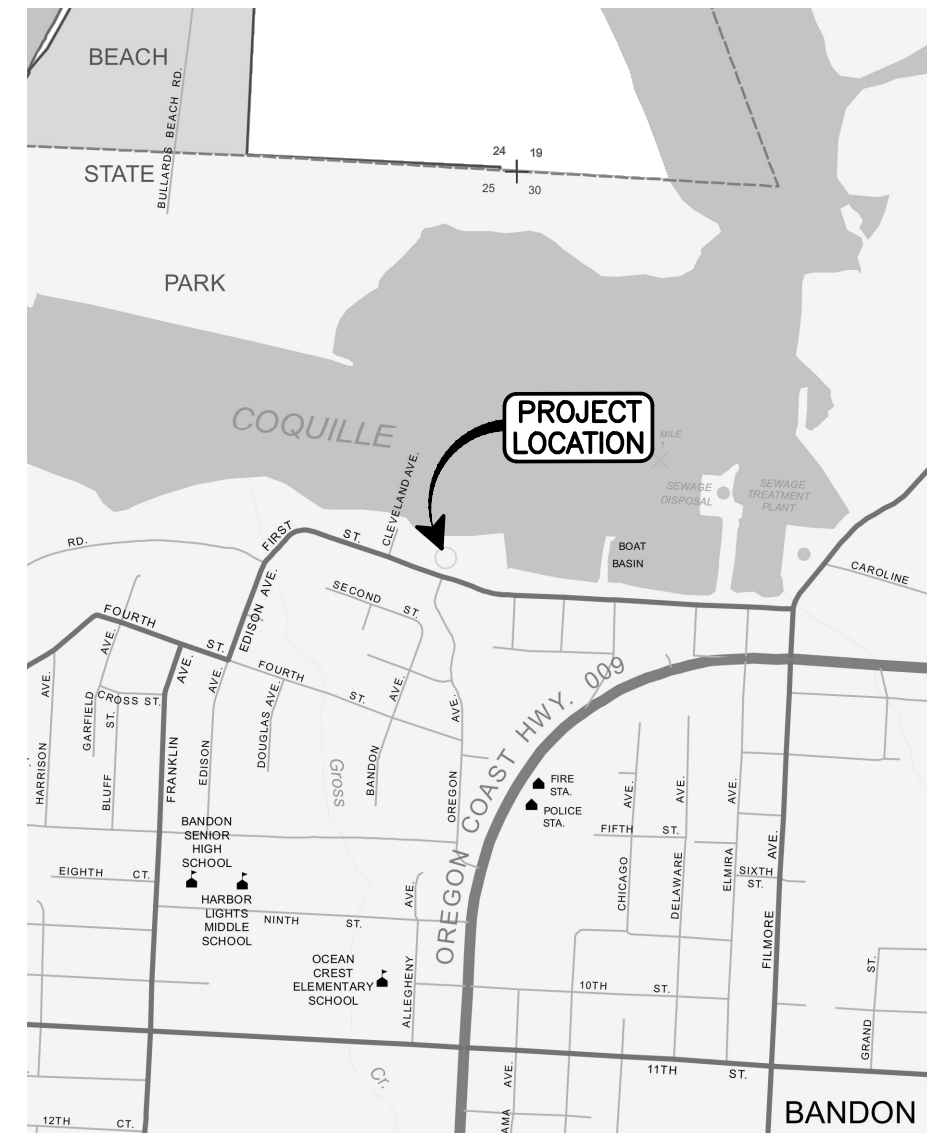 BEACH
BULLARDS BEACH RD.
STATE
24 19
25 30
PARK
COQUILLE
PROJECT
LOCATION
MILE
1
CLEVELAND AVE.
SEWAGE
DISPOSAL
SEWAGE
TREATMENT
PLANT
FIRST
ST.
RD.
BOAT
BASIN
CAROLINE
EDISON AVE.
SECOND
ST.
FOURTH
ST.
FOURTH
ST.
AVE.
AVE.
AVE.
AVE.
AVE.
AVE.
AVE.
CROSS ST.
ST.
HARRISON
GARFIELD
BLUFF
FRANKLIN
EDISON
DOUGLAS
BANDON
OREGON
Gross
OREGON COAST HWY. 009
FIRE
STA.
POLICE
STA.
AVE.
AVE.
AVE.
AVE.
FIFTH
ST.
CHICAGO
DELAWARE
ELMIRA
FILMORE
SIXTH
ST.
BANDON
SENIOR
HIGH
SCHOOL
EIGHTH
CT.
HARBOR
LIGHTS
MIDDLE
SCHOOL
NINTH
ST.
AVE.
ALLEGHENY
OCEAN
CREST
ELEMENTARY
SCHOOL
10TH
ST.
ST.
GRAND
11TH
ST.
Cr.
AVE.
AMA
12TH
CT.
BANDON